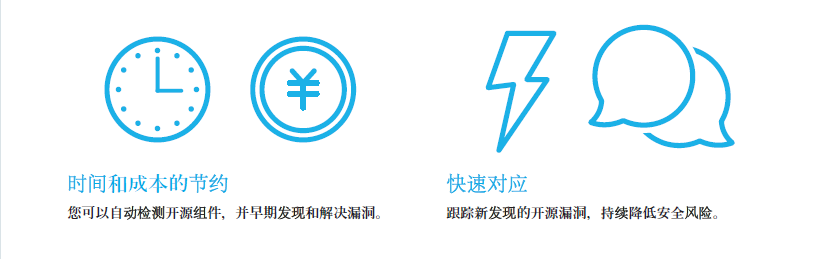 ¥
时间和成本的节约
您可以自动检测开源组件，并早期发现和解决漏洞。
快速对应
跟踪新发现的开源漏洞，持续降低安全风险。